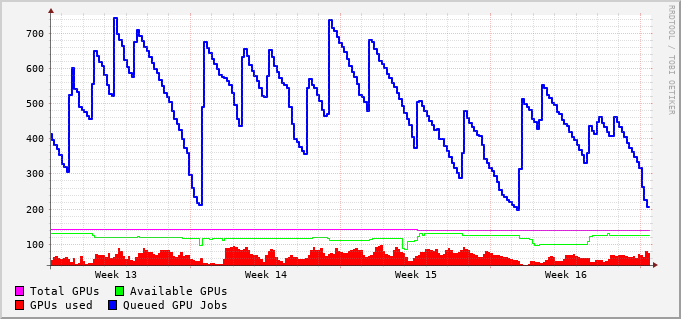 RRDTOOL / TOBI OETIKER
700
600
500
400
300
200
100
Week 13 Week 14 Week 15 Week 16
Total GPUs Available GPUs
GPUs used Queued GPU Jobs